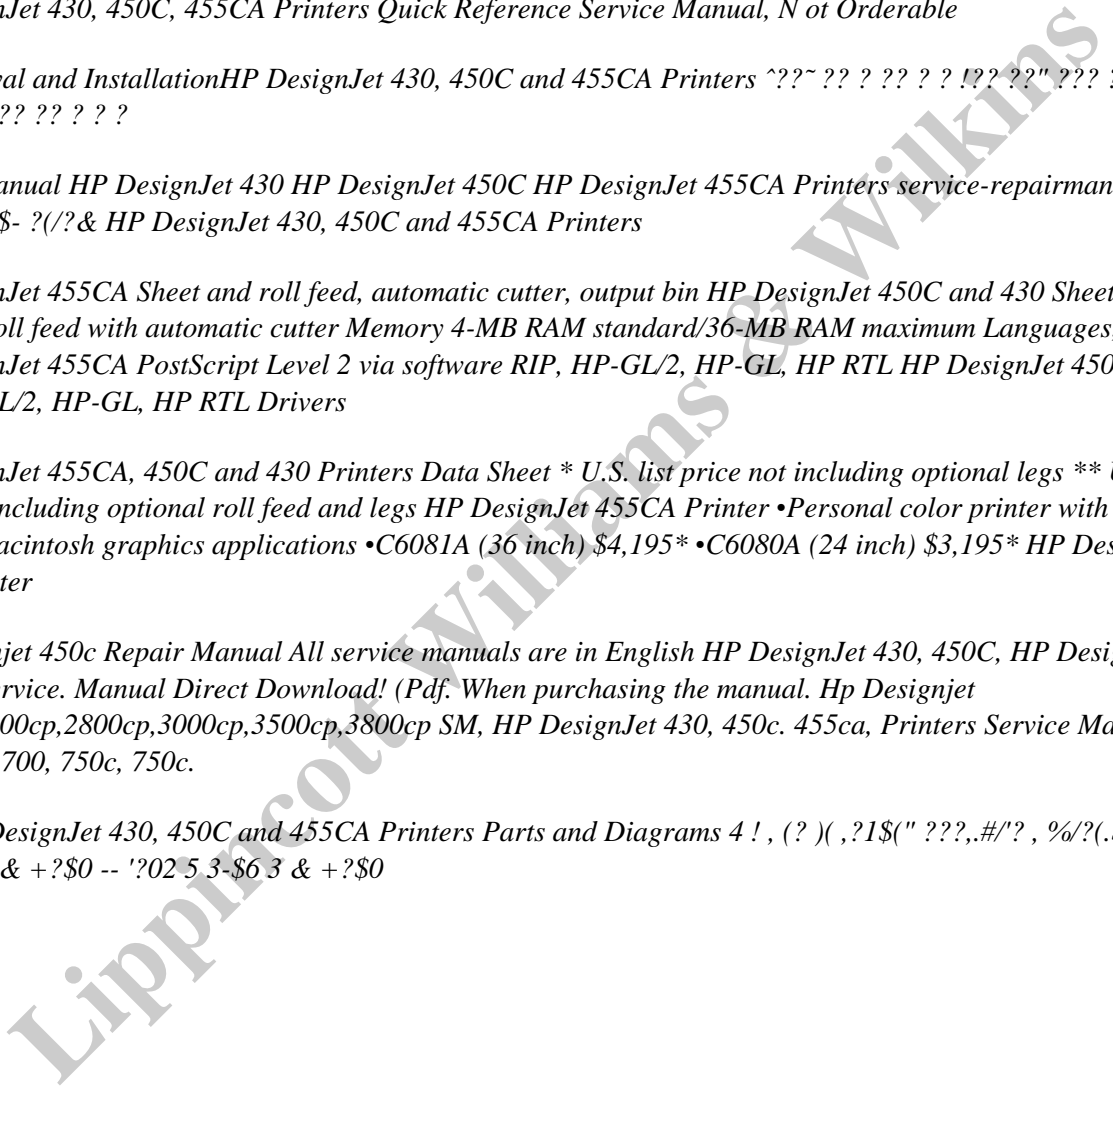 nJet 430, 450C, 455CA Printers Quick Reference Service Manual, N ot Orderable
val and InstallationHP DesignJet 430, 450C and 455CA Printers ˆ??˜ ?? ? ?? ? ? !?? ??" ??? ?
?? ?? ? ? ?
anual HP DesignJet 430 HP DesignJet 450C HP DesignJet 455CA Printers service-repairman
$- ?(/?& HP DesignJet 430, 450C and 455CA Printers
nJet 455CA Sheet and roll feed, automatic cutter, output bin HP DesignJet 450C and 430 Sheet
oll feed with automatic cutter Memory 4-MB RAM standard/36-MB RAM maximum Languages,
nJet 455CA PostScript Level 2 via software RIP, HP-GL/2, HP-GL, HP RTL HP DesignJet 450
L/2, HP-GL, HP RTL Drivers
nJet 455CA, 450C and 430 Printers Data Sheet * U.S. list price not including optional legs ** U
ncluding optional roll feed and legs HP DesignJet 455CA Printer •Personal color printer with
acintosh graphics applications •C6081A (36 inch) $4,195* •C6080A (24 inch) $3,195* HP Des
ter
njet 450c Repair Manual All service manuals are in English HP DesignJet 430, 450C, HP Desig
rvice. Manual Direct Download! (Pdf. When purchasing the manual. Hp Designjet
00cp,2800cp,3000cp,3500cp,3800cp SM, HP DesignJet 430, 450c. 455ca, Printers Service Ma
700, 750c, 750c.
DesignJet 430, 450C and 455CA Printers Parts and Diagrams 4 ! , (? )( ,?1$(" ???,.#/'? , %/?(.
& +?$0 -- '?02 5 3-$6 3 & +?$0
Lippincott Williams & Wilkins